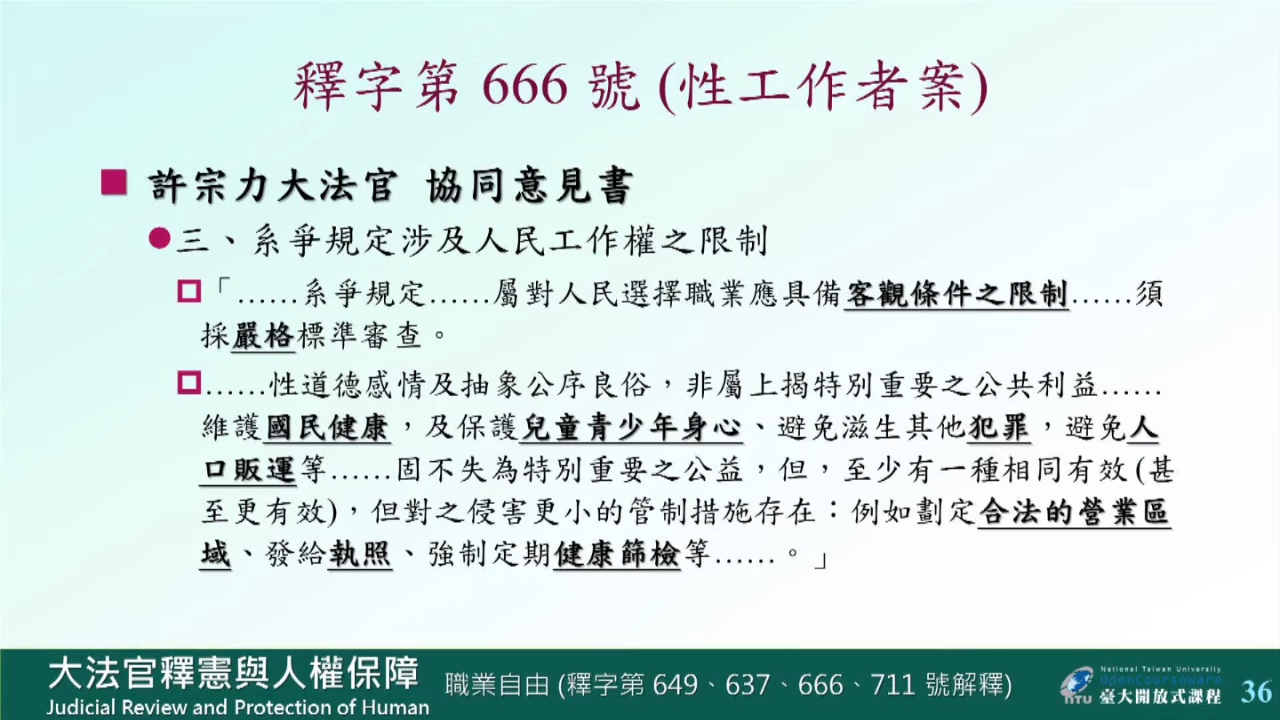 釋字第 666 號 (性工作者案)
許宗力大法官 協同意見書
三、系爭規定涉及人民工作權之限制
「……系爭規定……屬對人民選擇職業應具備客觀條件之限制……須
採嚴格標準審查。
……性道德感情及抽象公序良俗，非屬上揭特別重要之公共利益……
維護國民健康，及保護兒童青少年身心、避免滋生其他犯罪，避免人
口販運等……固不失為特別重要之公益，但，至少有一種相同有效(甚
至更有效)，但對之侵害更小的管制措施存在：例如劃定合法的營業區
域、發給執照、強制定期健康篩檢等……。」
大法官釋憲與人權保障
Judicial Review and Protection of Human
職業自由 (釋字第 649、637、666、711 號解釋)
National Taiwan University
OpenCourseWare
NTU 臺大開放式課程
36